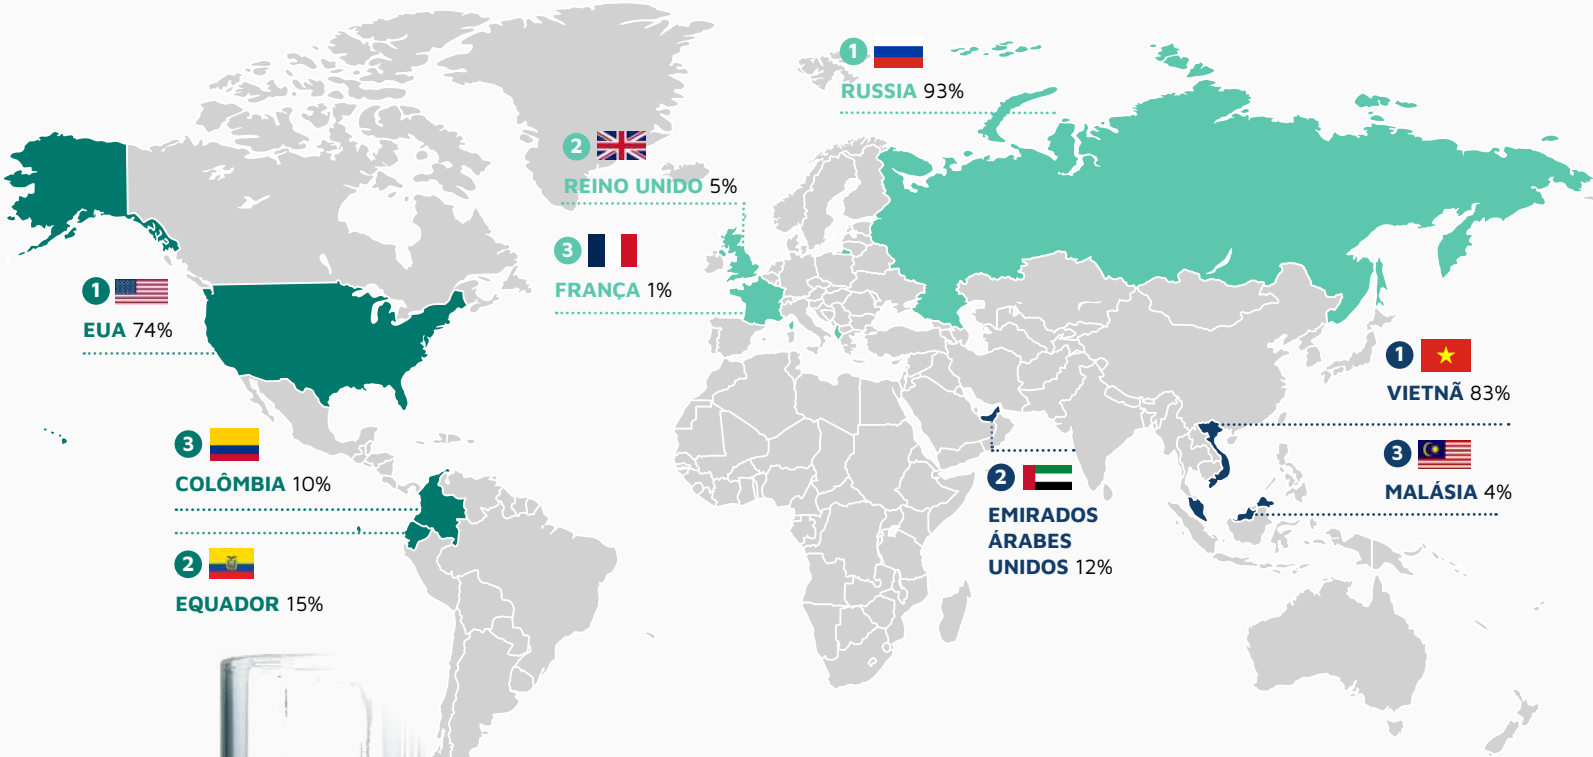 1
RUSSIA 93%
2
REINO UNIDO 5%
3
FRANÇA 1%
1
EUA 74%
3
COLÔMBIA 10%
2
EQUADOR 15%
1
VIETNÃ 83%
3
MALÁSIA 4%
2
EMIRADOS
ÁRABES
UNIDOS 12%